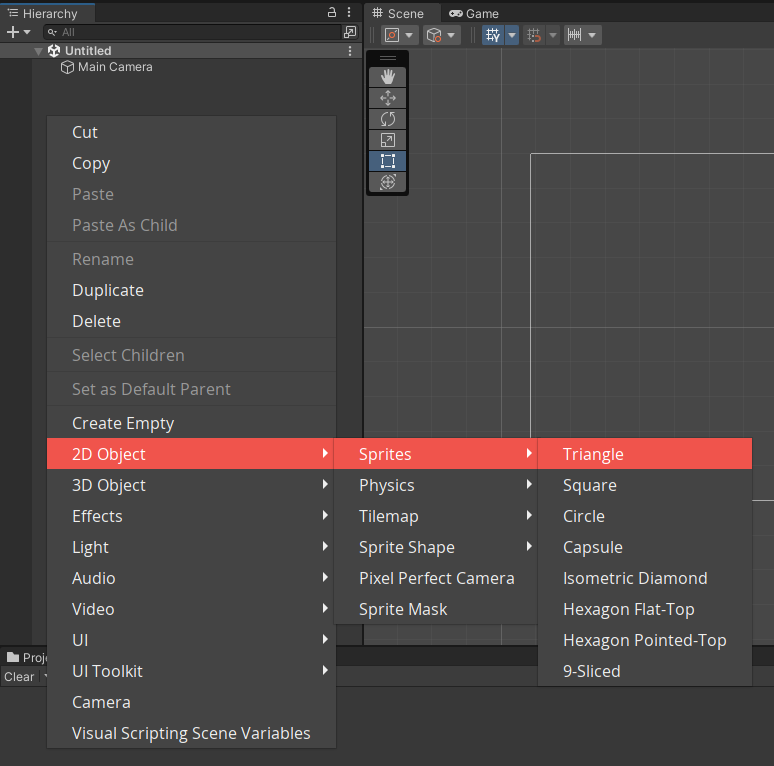 Hierarchy
Scene
Game
All
Untitled
Main Camera
Cut
Copy
Paste
Paste As Child
Rename
Duplicate
Delete
Select Children
Set as Default Parent
Create Empty
2D Object
3D Object
Effects
Light
Audio
Video
UI
UI Toolkit
Camera
Visual Scripting Scene Variables
Sprites
Physics
Tilemap
Sprite Shape
Pixel Perfect Camera
Sprite Mask
Triangle
Square
Circle
Capsule
Isometric Diamond
Hexagon Flat-Top
Hexagon Pointed-Top
9-Sliced
Proj
Clear